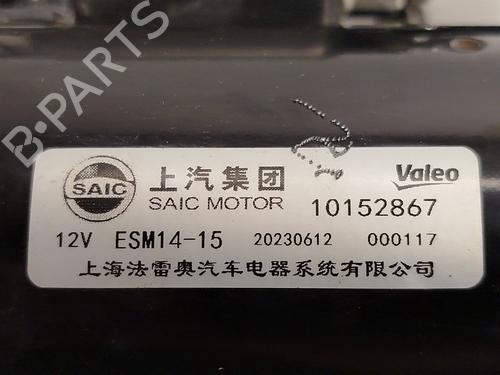 B-PARTS
SAIC 上汽集团 Valeo
SAIC MOTOR 10152867
12V ESM14-15 20230612 000117
上海法雷奥汽车电器系统有限公司